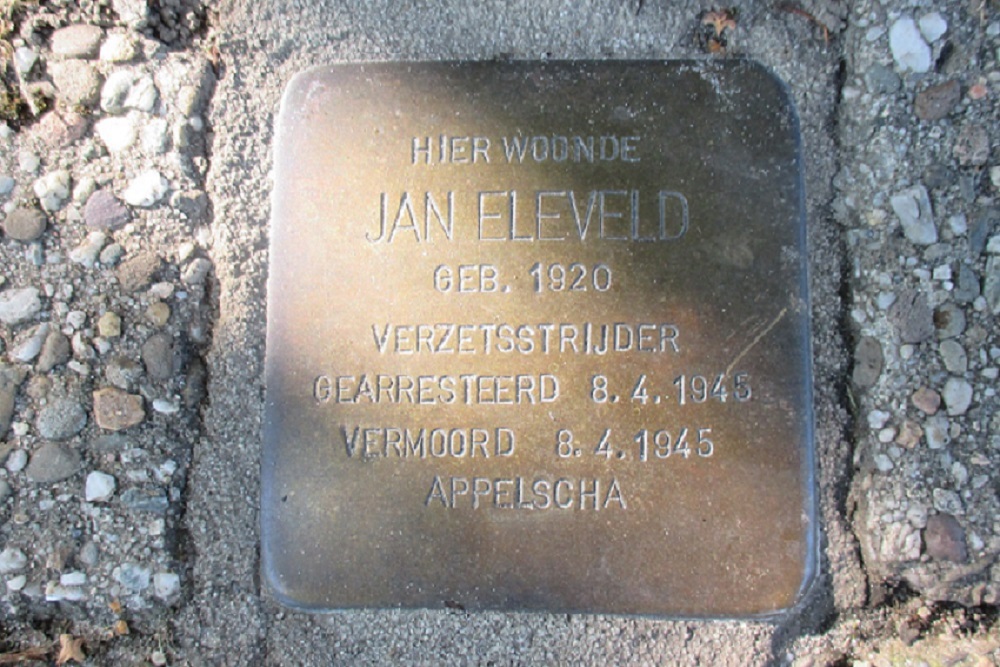 HIER WOONDE
JAN ELEVELD
GEB. 1920
VERZETSSTRIJDER
GEARRESTEERD 8.4.1945
VERMOORD 8.4.1945
APPELSCHA